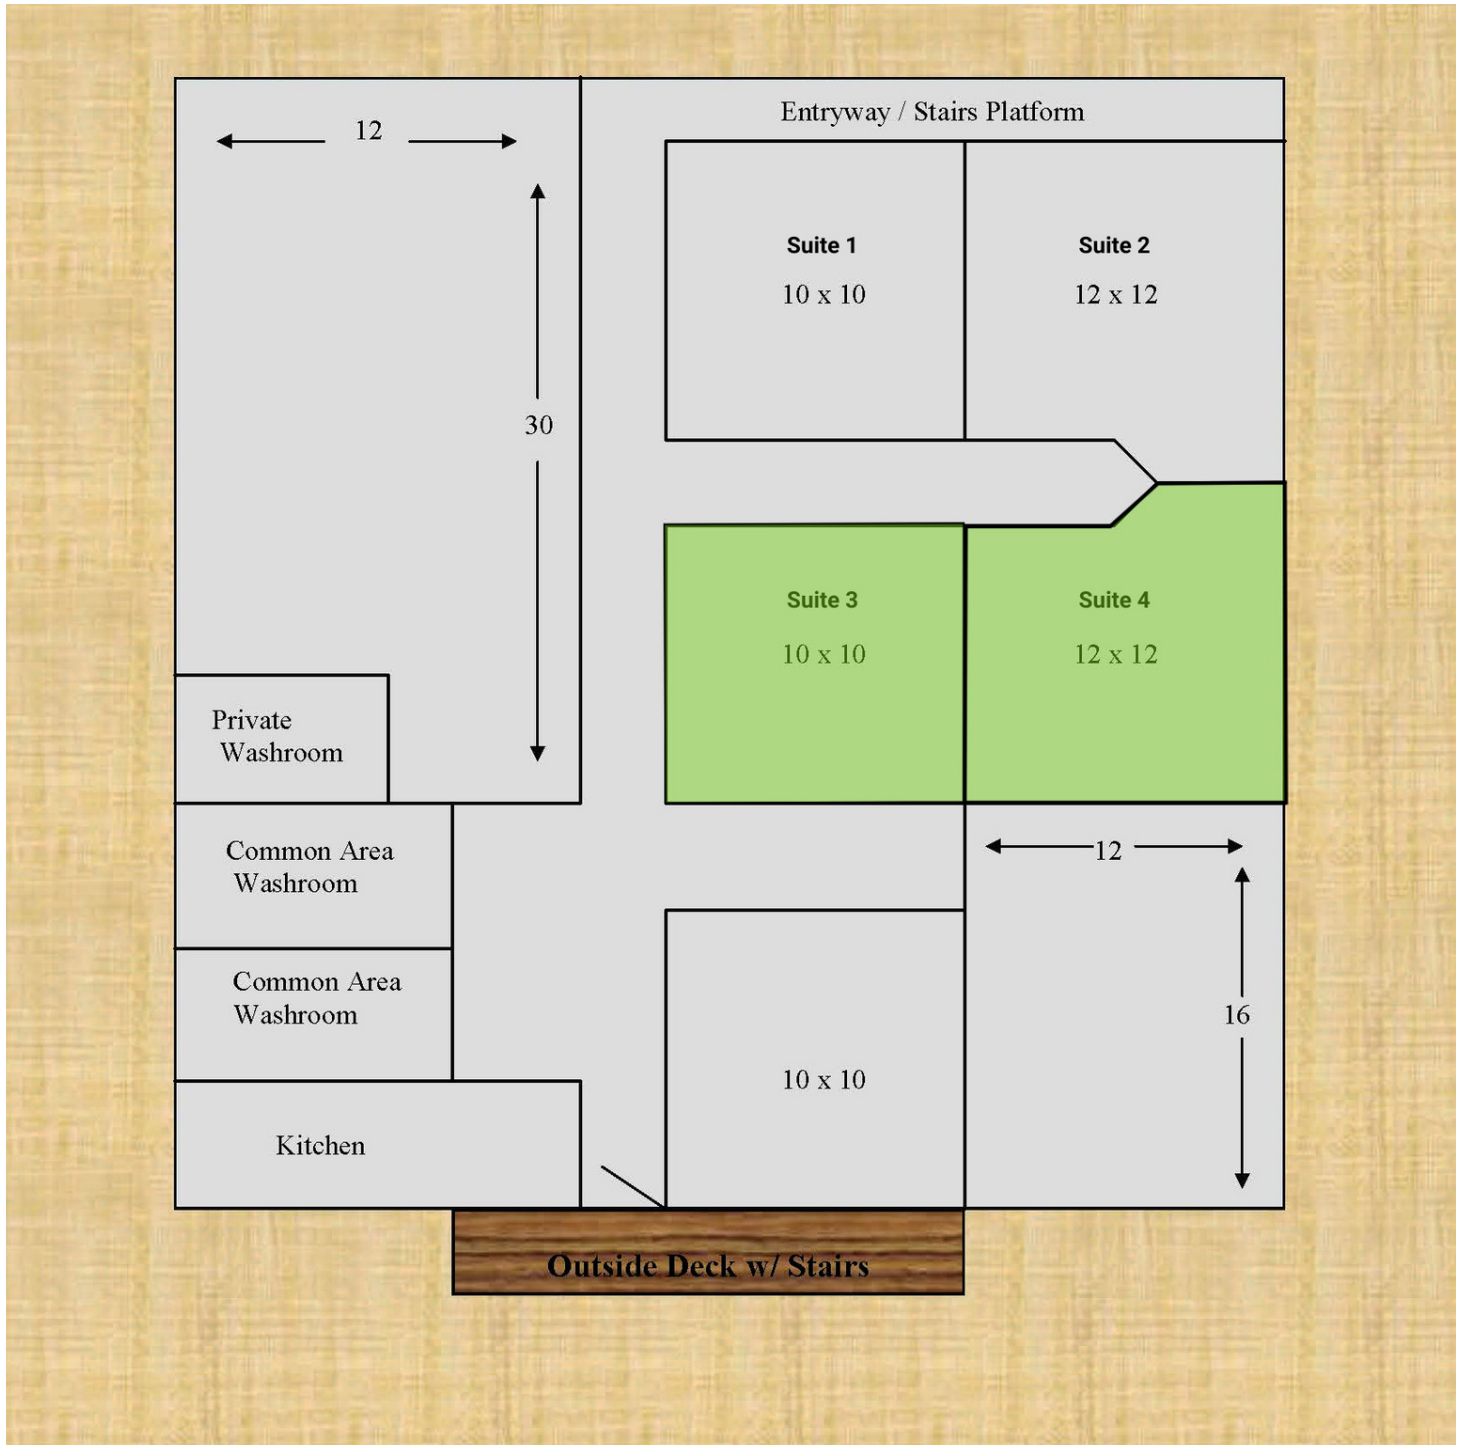 Entryway / Stairs Platform
12
30
Suite 1
10 x 10
Suite 2
12 x 12
Suite 3
10 x 10
Suite 4
12 x 12
Private
Washroom
Common Area
Washroom
Common Area
Washroom
Kitchen
12
16
10 x 10
Outside Deck w/ Stairs